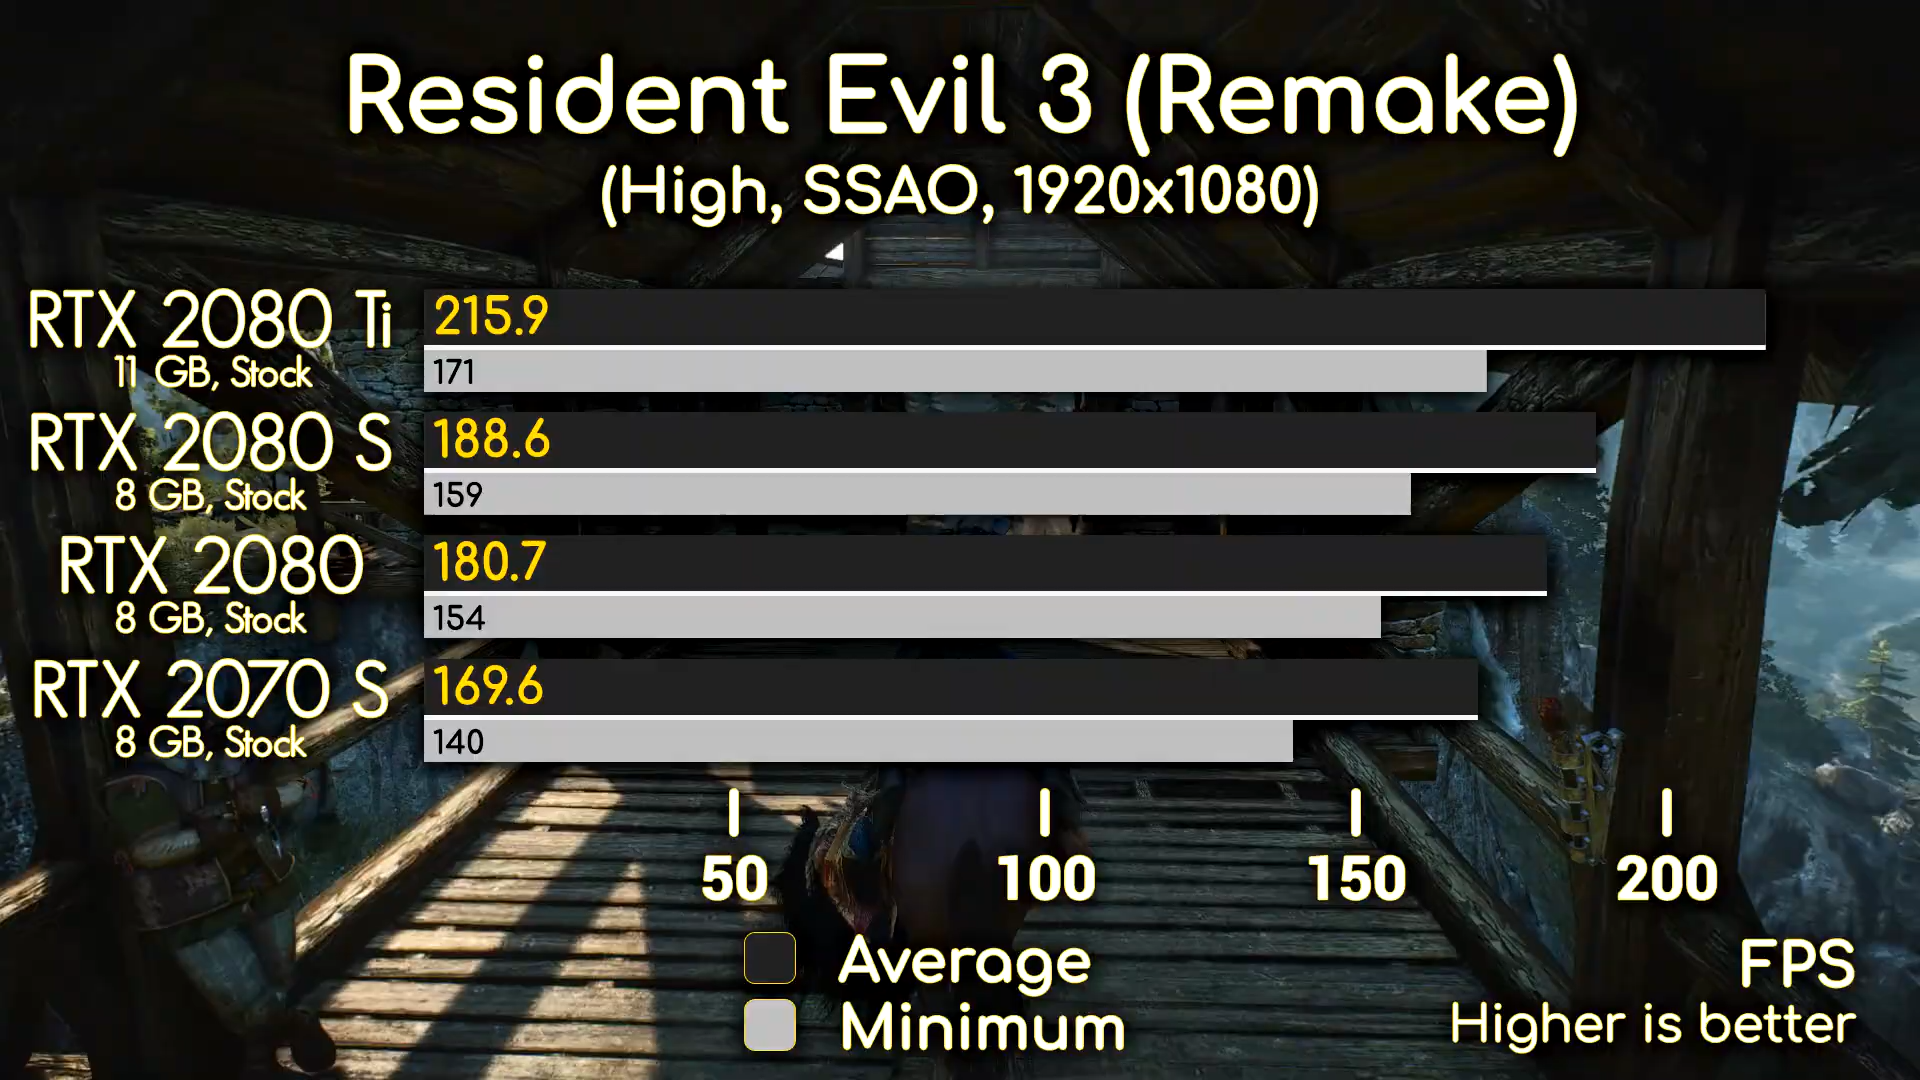 Resident Evil 3 (Remake)
(High, SSAO, 1920x1080)
RTX 2080 Ti
11 GB, Stock
215.9
171
RTX 2080 S
8 GB, Stock
188.6
159
RTX 2080
8 GB, Stock
180.7
154
RTX 2070 S
8 GB, Stock
169.6
140
50 100 150 200
Average
Minimum
FPS
Higher is better